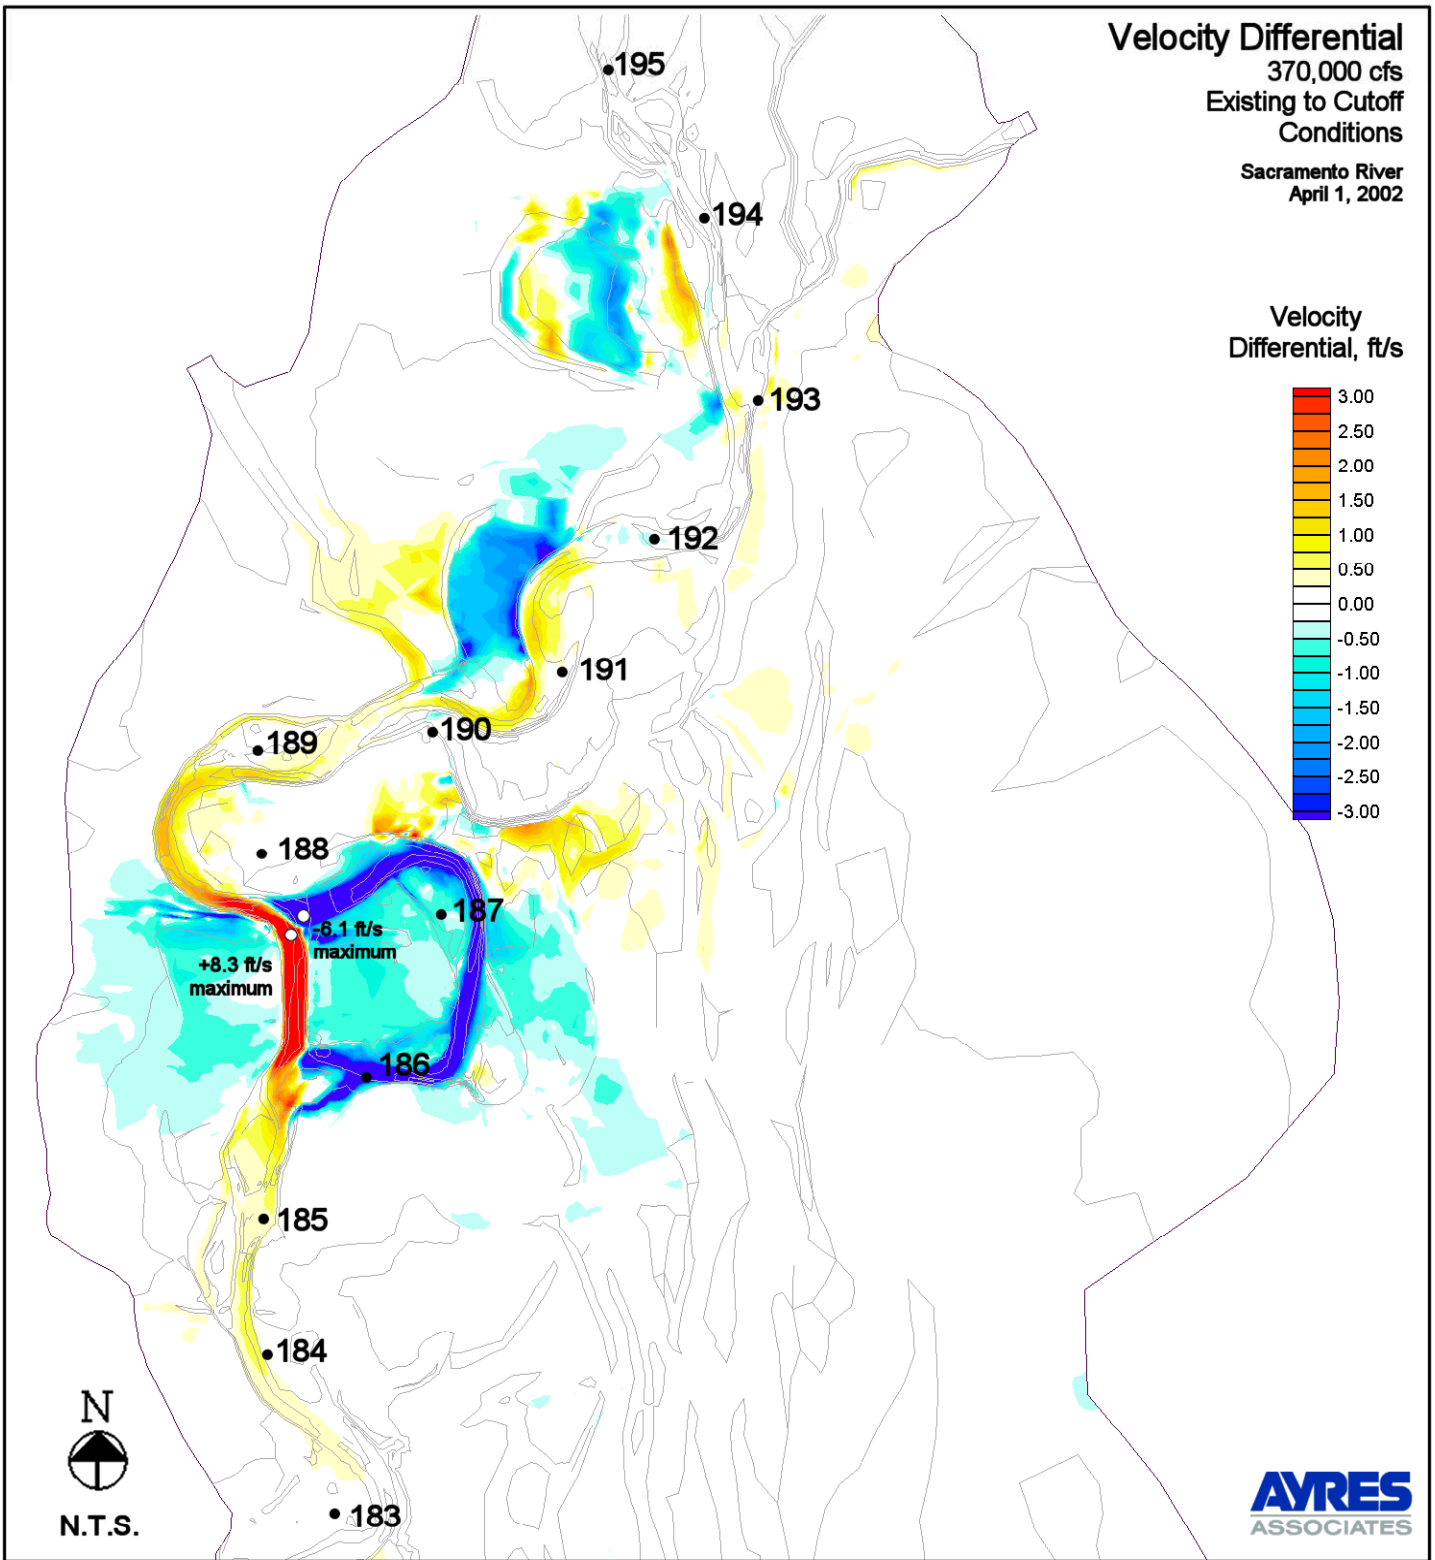 Velocity Differential
370,000 cfs
Existing to Cutoff
Conditions
Sacramento River
April 1, 2002
195
194
193
192
191
190
189
188
187
186
185
184
183
-6.1 ft/s
maximum
+8.3 ft/s
maximum
Velocity
Differential, ft/s
3.00
2.50
2.00
1.50
1.00
0.50
0.00
-0.50
-1.00
-1.50
-2.00
-2.50
-3.00
N
N.T.S.
AYRES
ASSOCIATES